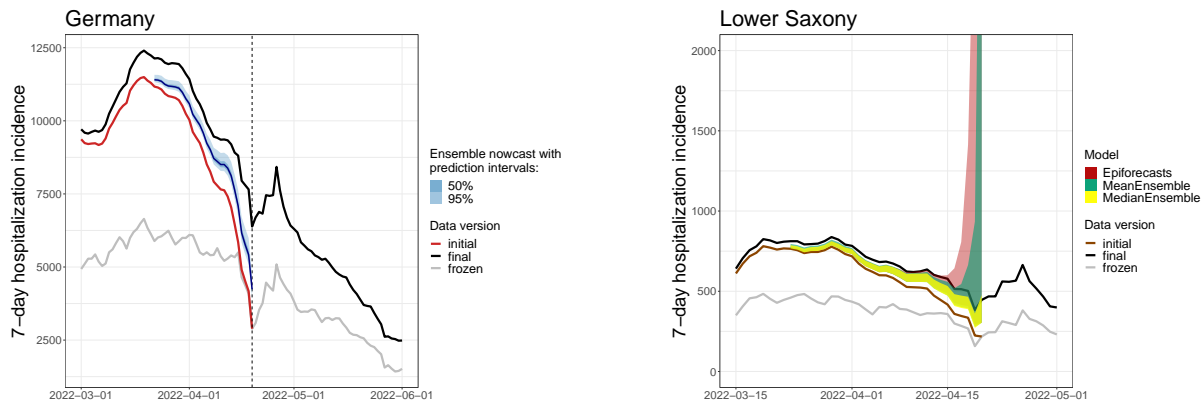 Germany
7−day hospitalization incidence
12500
10000
7500
5000
2500
2022−03−01
2022−04−01
2022−05−01
2022−06−01
Ensemble nowcast with
prediction intervals:
50%
95%
Data version
initial
final
frozen
Lower Saxony
7−day hospitalization incidence
2000
1500
1000
500
0
2022−03−15
2022−04−01
2022−04−15
2022−05−01
Model
Epiforecasts
MeanEnsemble
MedianEnsemble
Data version
initial
final
frozen